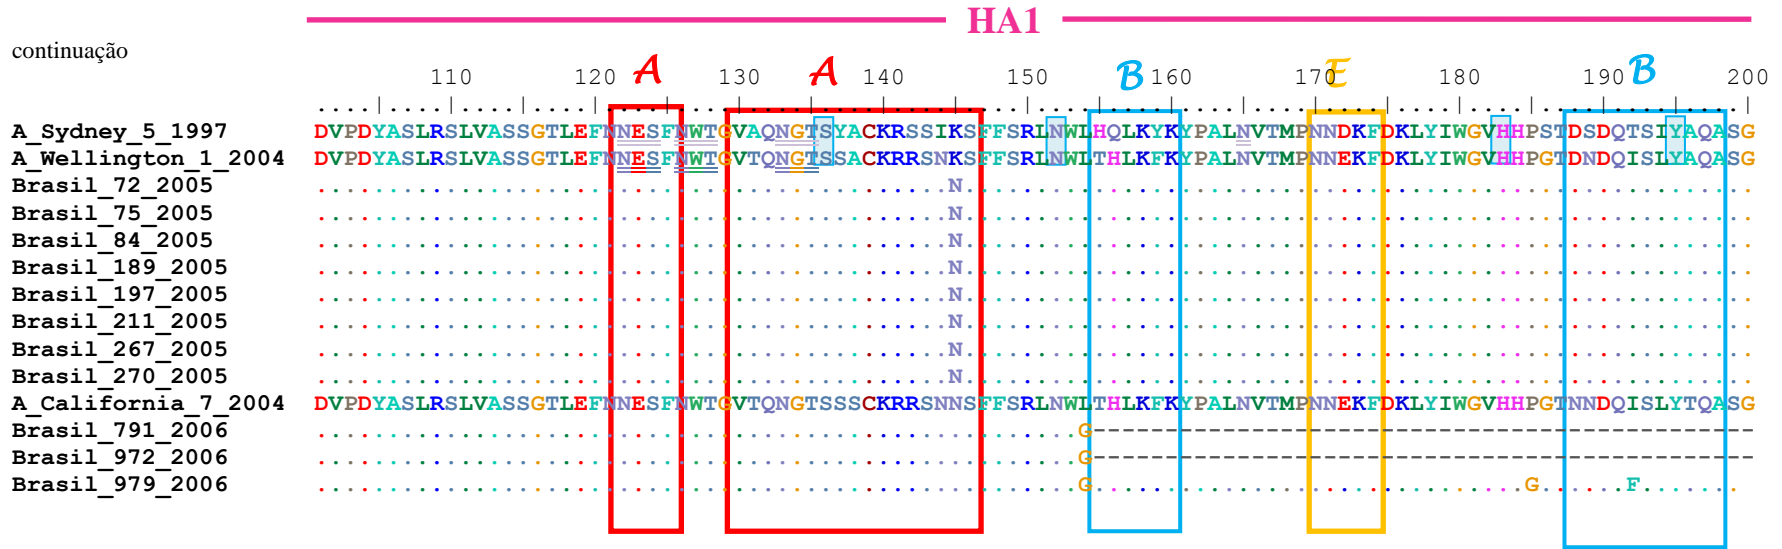 HA1
continuação
110 120 A 130 A 140 150 B 160 170 E 180 190 B 200
A_Sydney_5_1997 DVPDYASLRSLVASSGTLEFNNESFNWTGVAQNGTSYACKRSSIKSFFSRLNWLHQLKYKYPALNVTMPNNDKFDKLYIWGVHHPSTDSDQTSIYAQASG
A_Wellington_1_2004 DVPDYASLRSLVASSGTLEFNNESFNWTGVTQNGTSSACKRRSNKSFFSRLNWLTHLKFKYPALNVTMPNNEKFDKLYIWGVHHPGTDNDQISLYAQASG
Brasil_72_2005 ............................................N.......................................................
Brasil_75_2005 ............................................N.......................................................
Brasil_84_2005 ............................................N.......................................................
Brasil_189_2005 ............................................N.......................................................
Brasil_197_2005 ............................................N.......................................................
Brasil_211_2005 ............................................N.......................................................
Brasil_267_2005 ............................................N.......................................................
Brasil_270_2005 ............................................N.......................................................
A_California_7_2004 DVPDYASLRSLVASSGTLEFNNESFNWTGVTQNGTSSSCKRRSNNSFFSRLNWLTHLKFKYPALNVTMPNNEKFDKLYIWGVHHPGTNNDQISLYTQASG
Brasil_791_2006 .....................................................G----------------------------------------------
Brasil_972_2006 .....................................................G----------------------------------------------
Brasil_979_2006 .....................................................G..............................G......F.......